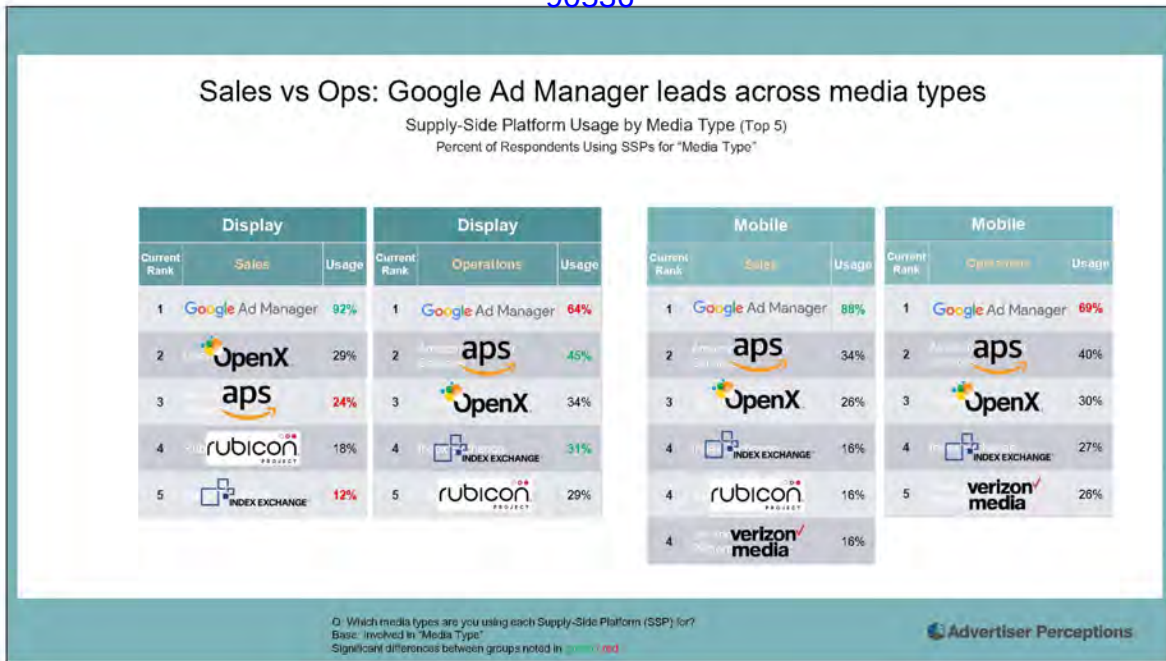 90536
Sales vs Ops: Google Ad Manager leads across media types
Supply-Side Platform Usage by Media Type (Top 5)
Percent of Respondents Using SSPs for "Media Type"
Display
Current Rank Sales Usage
1 Google Ad Manager 92%
2 OpenX 29%
3 aps 24%
4 rubicon PROJECT 18%
5 INDEX EXCHANGE 12%
Display
Current Rank Operations Usage
1 Google Ad Manager 64%
2 aps 45%
3 OpenX 34%
4 INDEX EXCHANGE 31%
5 rubicon PROJECT 29%
Mobile
Current Rank Sales Usage
1 Google Ad Manager 88%
2 aps 34%
3 OpenX 26%
4 INDEX EXCHANGE 16%
4 rubicon PROJECT 16%
4 verizon media 16%
Mobile
Current Rank Operations Usage
1 Google Ad Manager 69%
2 aps 40%
3 OpenX 30%
4 INDEX EXCHANGE 27%
5 verizon media 26%
Q: Which media types are you using each Supply-Side Platform (SSP) for?
Base: Involved in "Media Type"
Significant differences between groups noted in green/red
Advertiser Perceptions